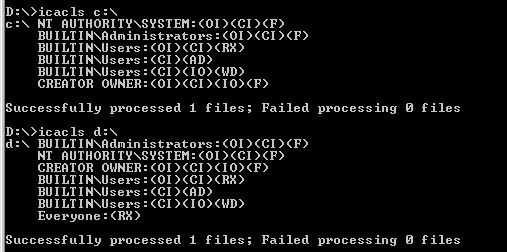 D:\>icacls c:\
c:\ NT AUTHORITY\SYSTEM:(OI)(CI)(F)
BUILTIN\Administrators:(OI)(CI)(F)
BUILTIN\Users:(OI)(CI)(RX)
BUILTIN\Users:(CI)(AD)
BUILTIN\Users:(CI)(IO)(WD)
CREATOR OWNER:(OI)(CI)(IO)(F)
Successfully processed 1 files; Failed processing 0 files
D:\>icacls d:\
d:\ BUILTIN\Administrators:(OI)(CI)(F)
NT AUTHORITY\SYSTEM:(OI)(CI)(F)
CREATOR OWNER:(OI)(CI)(IO)(F)
BUILTIN\Users:(OI)(CI)(RX)
BUILTIN\Users:(CI)(AD)
BUILTIN\Users:(CI)(IO)(WD)
Everyone:(RX)
Successfully processed 1 files; Failed processing 0 files